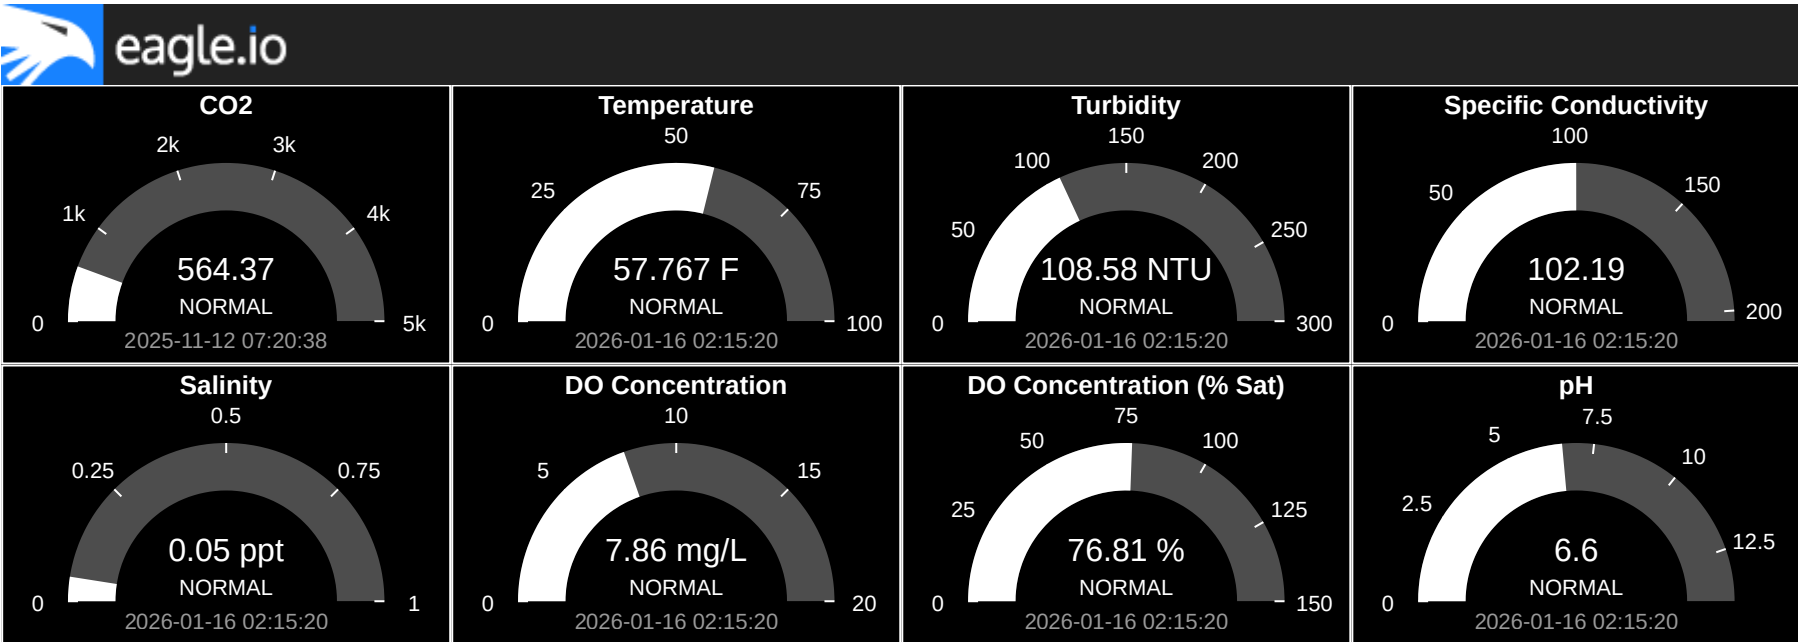 eagle.io
CO2
0
1k
2k
3k
4k
5k
564.37
NORMAL
2025-11-12 07:20:38
Temperature
0
25
50
75
100
57.767 F
NORMAL
2026-01-16 02:15:20
Turbidity
0
50
100
150
200
250
300
108.58 NTU
NORMAL
2026-01-16 02:15:20
Specific Conductivity
0
50
100
150
200
102.19
NORMAL
2026-01-16 02:15:20
Salinity
0
0.25
0.5
0.75
1
0.05 ppt
NORMAL
2026-01-16 02:15:20
DO Concentration
0
5
10
15
20
7.86 mg/L
NORMAL
2026-01-16 02:15:20
DO Concentration (% Sat)
0
25
50
75
100
125
150
76.81 %
NORMAL
2026-01-16 02:15:20
pH
0
2.5
5
7.5
10
12.5
6.6
NORMAL
2026-01-16 02:15:20